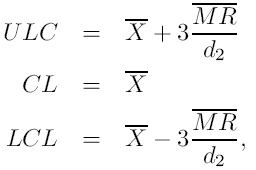 ULC = X̅ + 3 M̅R̅/d₂
CL = X̅
LCL = X̅ − 3 M̅R̅/d₂,